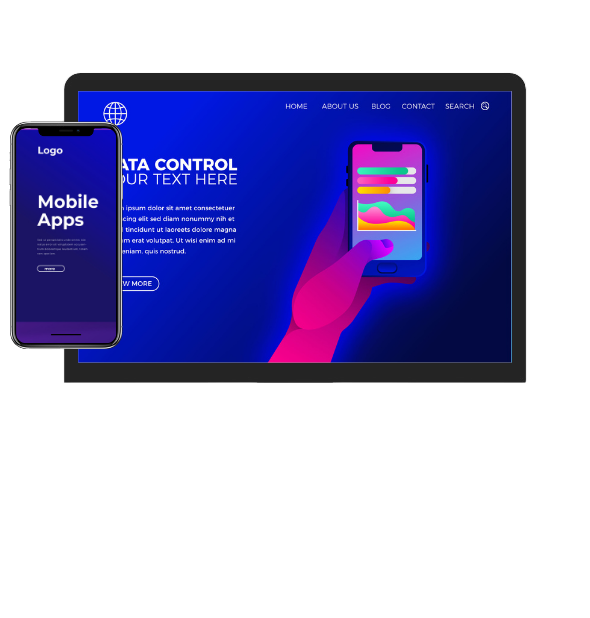 HOME ABOUT US BLOG CONTACT SEARCH
ATA CONTROL
OUR TEXT HERE
ipsum dolor sit amet consectetuer
cing elit sed diam nonummy nih et
tincidunt ut laoreets dolore magna
m erat volutpat. Ut wisi enim ad mi
eniam, quis nostrud.
W MORE
Logo
Mobile
Apps